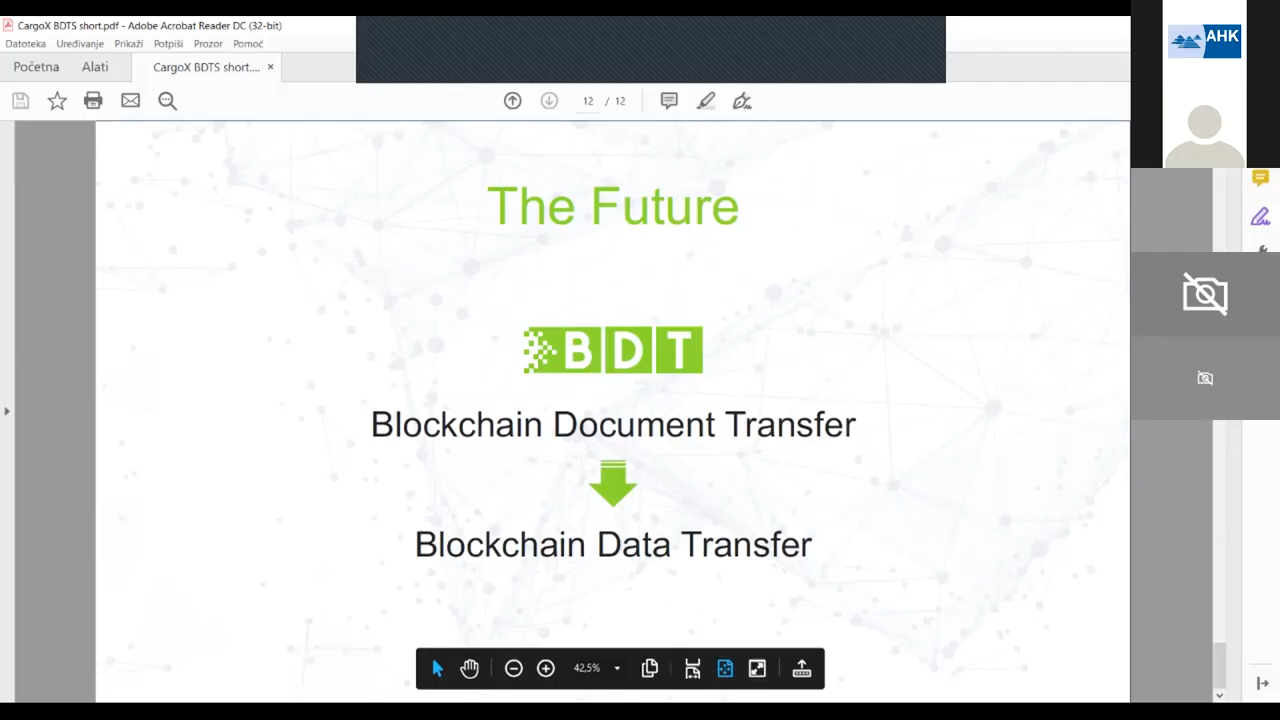 CargoX BDTS short.pdf - Adobe Acrobat Reader DC (32-bit)
Datoteka Uređivanje Prikaži Potpiši Prozor Pomoć
Početna Alati CargoX BDTS short.... ×
12 / 12
AHK
The Future
BDT
Blockchain Document Transfer
Blockchain Data Transfer
42,5%